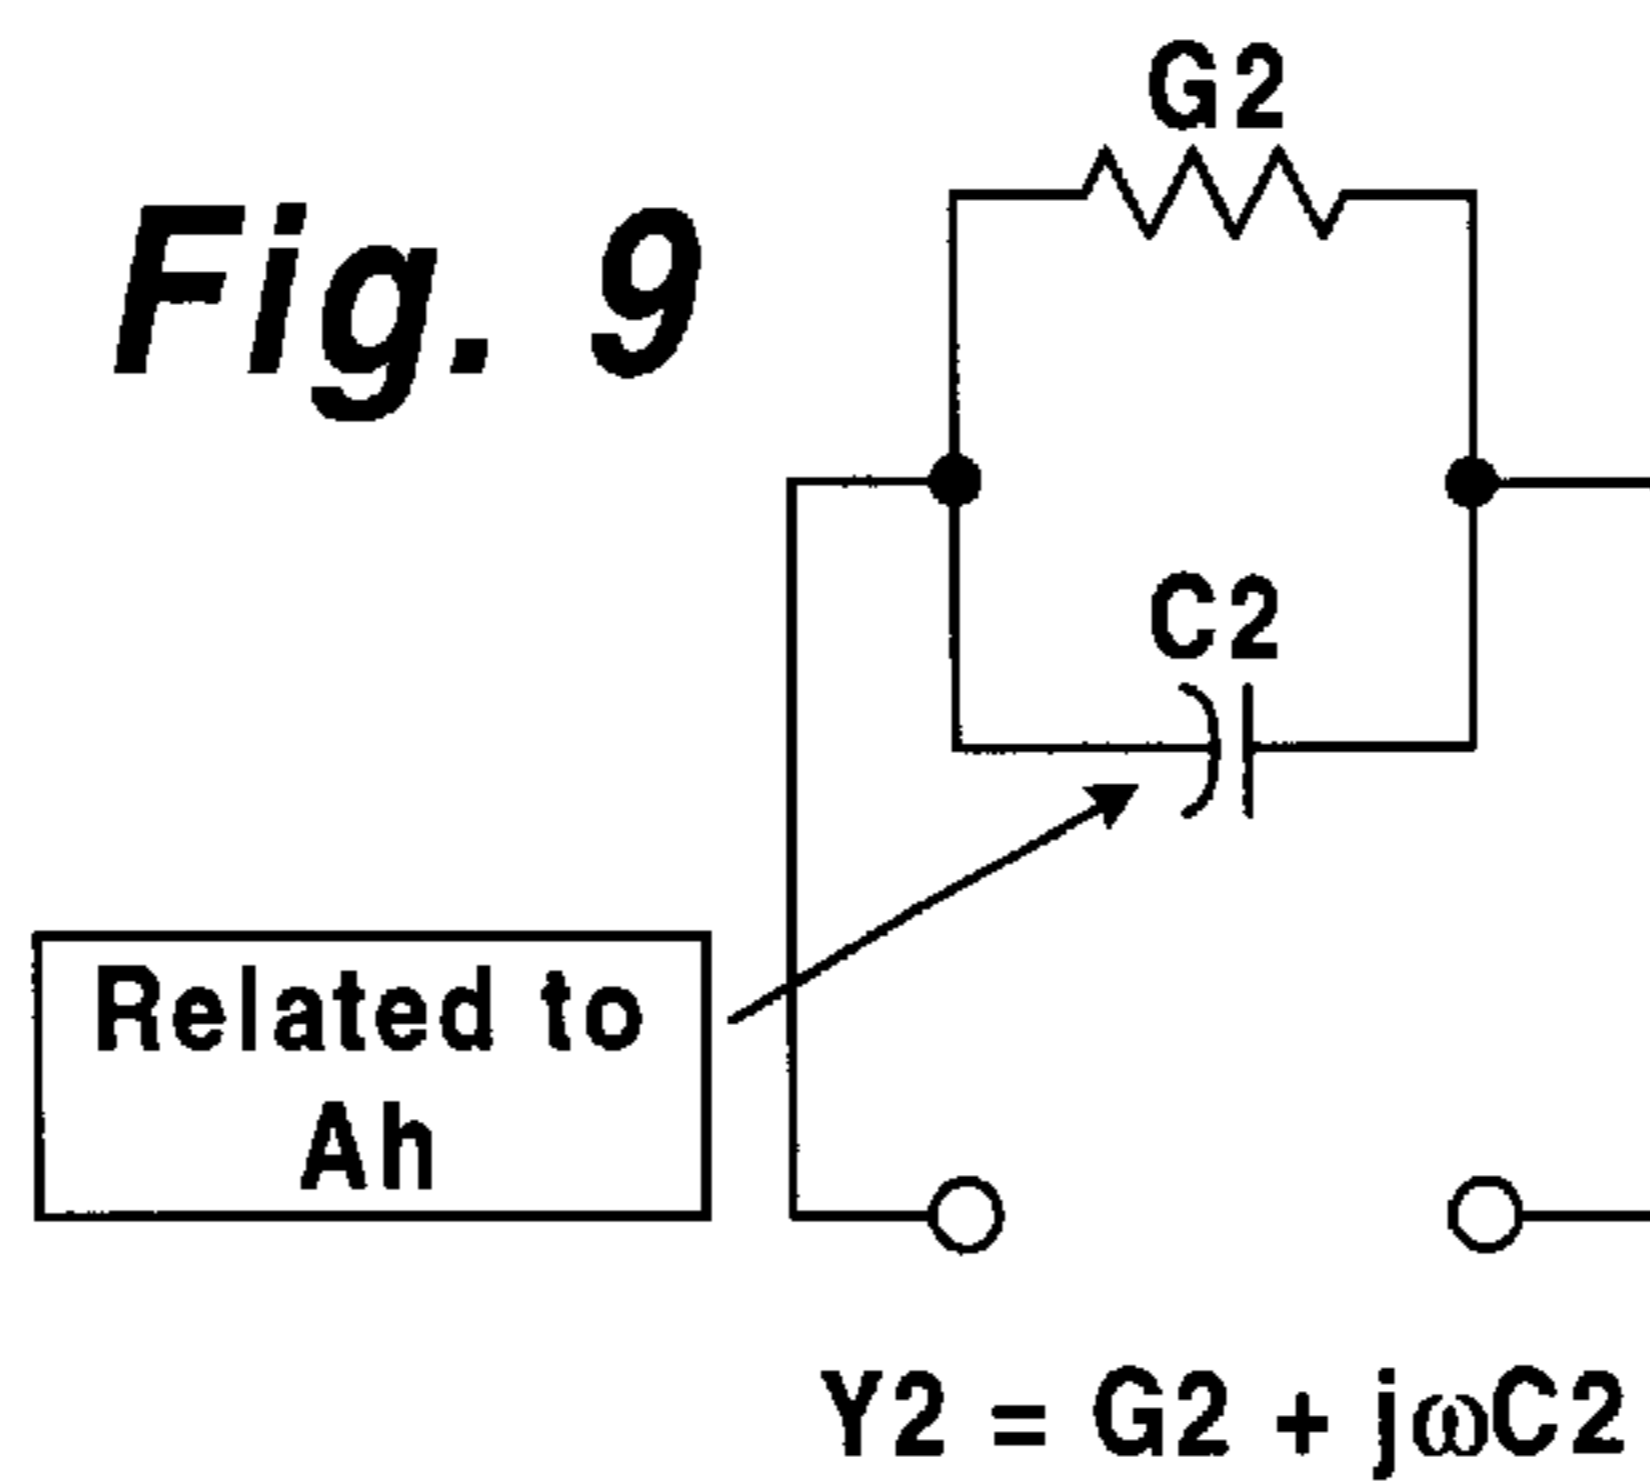 G2
Fig. 9
C2
Related to
Ah
Y2 = G2 + jωC2